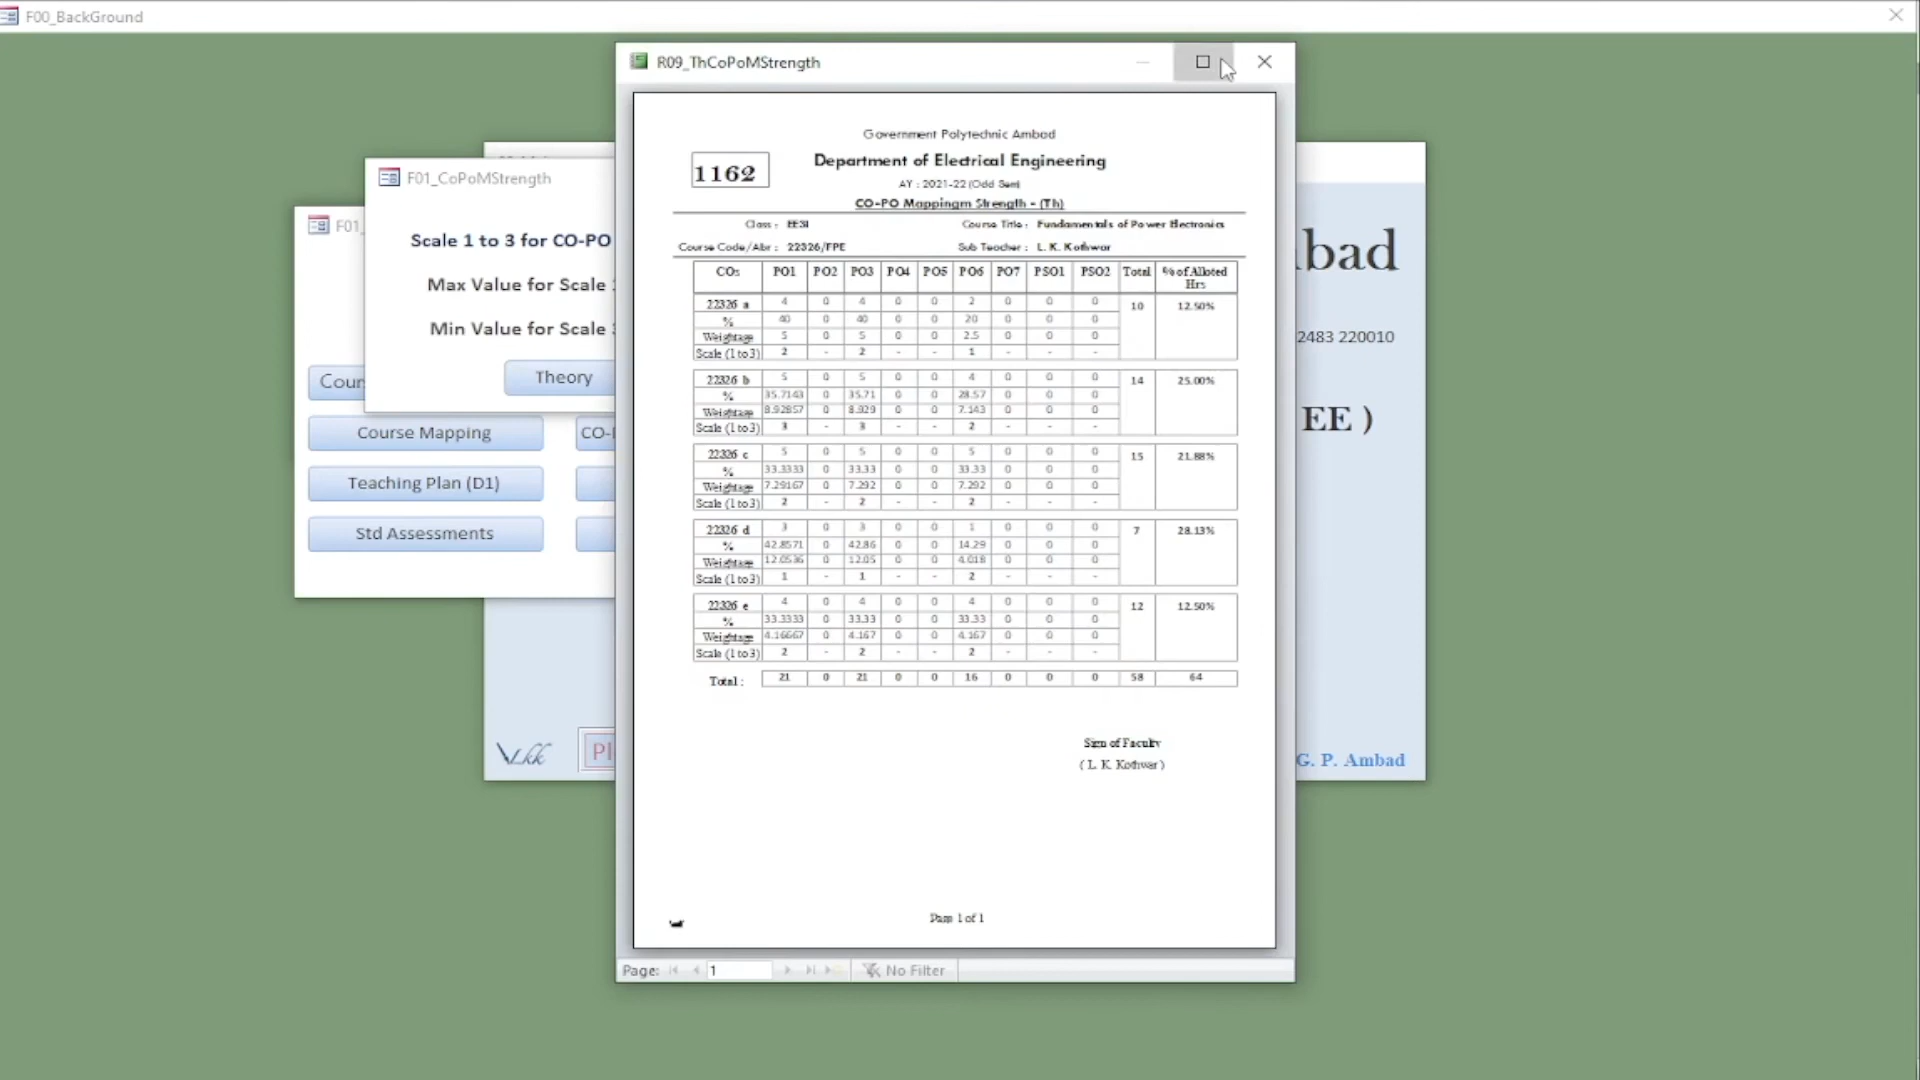 F00_BackGround
R09_ThCoPoMStrength
Government Polytechnic Ambad
1162
Department of Electrical Engineering
AY : 2021-22 (Odd Sem)
CO-PO Mappingm Strength - (Th)
Class : EE3I Course Title : Fundamentals of Power Electronics
Course Code/Abr : 22326/FPE Sub Teacher : L. K. Kothwar
COs PO1 PO2 PO3 PO4 PO5 PO6 PO7 PSO1 PSO2 Total % of Alloted Hrs
22326 a 4 0 4 0 0 2 0 0 0 10 12.50%
% 40 0 40 0 0 20 0 0 0
Weightage 5 0 5 0 0 2.5 0 0 0
Scale (1 to 3) 2 - 2 - - 1 - - -
22326 b 5 0 5 0 0 4 0 0 0 14 25.00%
% 35.7143 0 35.71 0 0 28.57 0 0 0
Weightage 8.92857 0 8.929 0 0 7.143 0 0 0
Scale (1 to 3) 3 - 3 - - 2 - - -
22326 c 5 0 5 0 0 5 0 0 0 15 21.88%
% 33.3333 0 33.33 0 0 33.33 0 0 0
Weightage 7.29167 0 7.292 0 0 7.292 0 0 0
Scale (1 to 3) 2 - 2 - - 2 - - -
22326 d 3 0 3 0 0 1 0 0 0 7 28.13%
% 42.8571 0 42.86 0 0 14.29 0 0 0
Weightage 12.0536 0 12.05 0 0 4.018 0 0 0
Scale (1 to 3) 1 - 1 - - 2 - - -
22326 e 4 0 4 0 0 4 0 0 0 12 12.50%
% 33.3333 0 33.33 0 0 33.33 0 0 0
Weightage 4.16667 0 4.167 0 0 4.167 0 0 0
Scale (1 to 3) 2 - 2 - - 2 - - -
Total : 21 0 21 0 0 16 0 0 0 58 64
Sign of Faculty
( L. K. Kothwar )
Page 1 of 1
Page: 1 No Filter
F01_CoPoMStrength
Scale 1 to 3 for CO-PO
Max Value for Scale
Min Value for Scale
Theory
F01_
Cour
Course Mapping
CO-
Teaching Plan (D1)
Std Assessments
bad
2483 220010
EE )
Lkk
Pl
G. P. Ambad